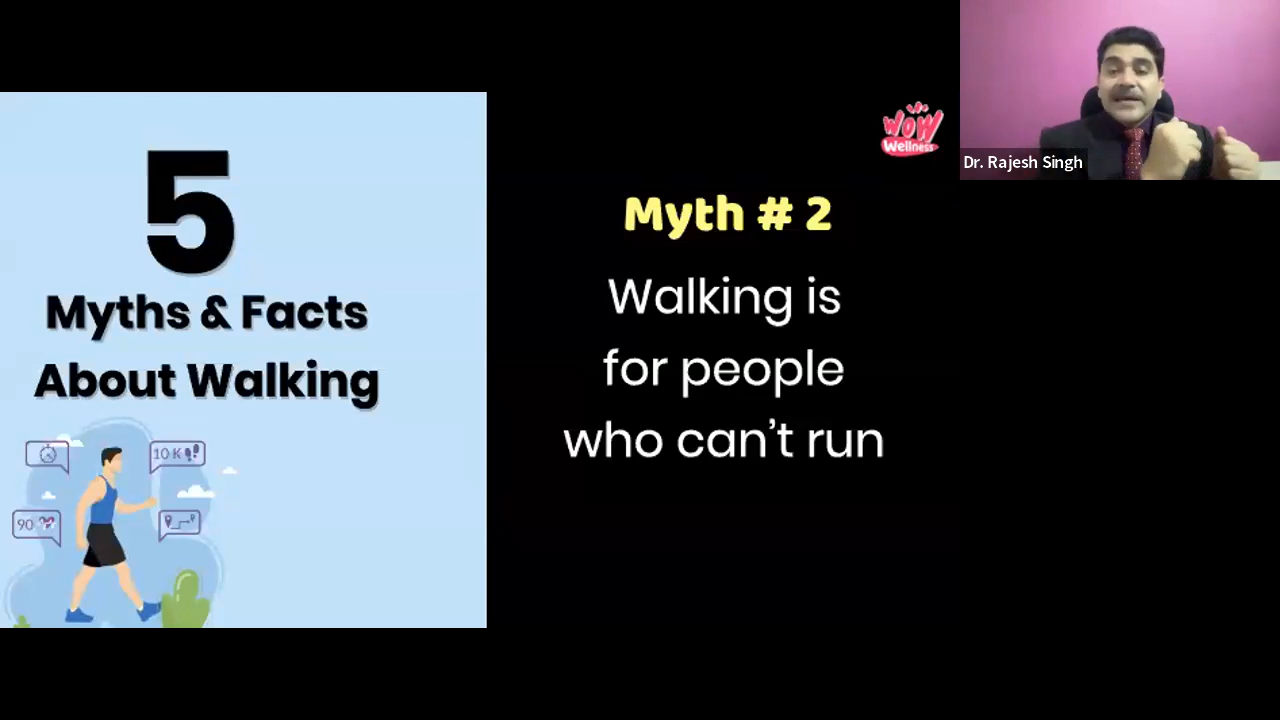 5
Myths & Facts
About Walking
10 K
90
WOW
Wellness
Myth # 2
Walking is
for people
who can't run
Dr. Rajesh Singh